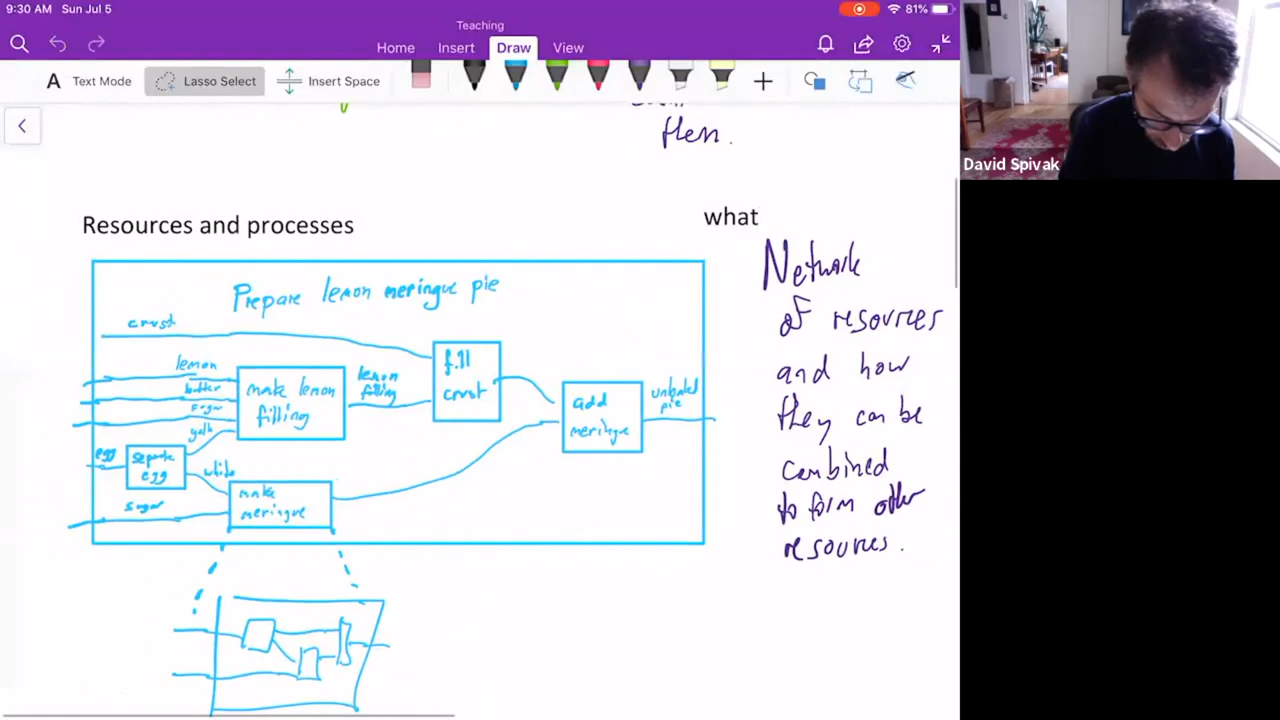 9:30 AM Sun Jul 5
81%
Teaching
Home Insert Draw View
A Text Mode Lasso Select Insert Space
them.
David Spivak
Resources and processes
what
Network
of resources
and how
they can be
combined
to form other
resources.
Prepare lemon meringue pie
crust
lemon
butter
sugar
yolk
make lemon
filling
lemon
filling
fill
crust
add
meringue
unbaked
pie
egg
separate
egg
white
sugar
make
meringue